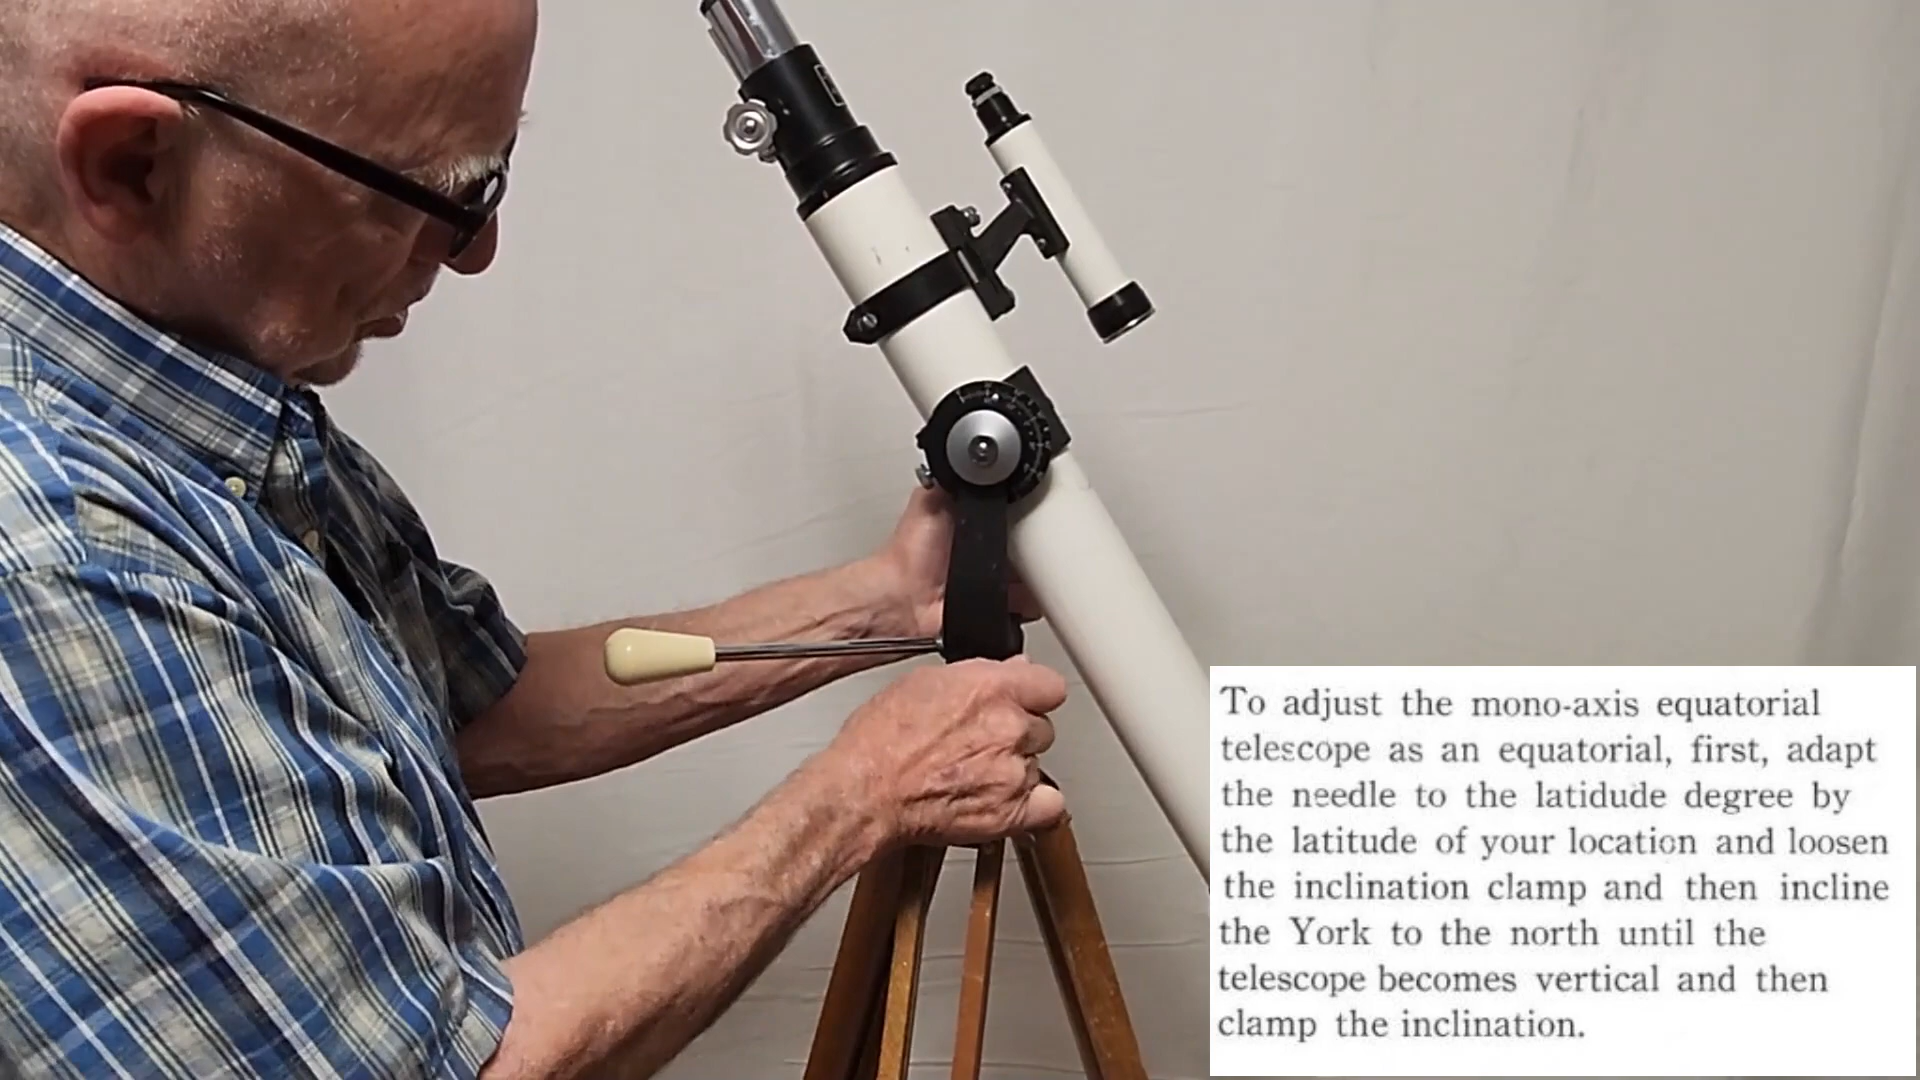 To adjust the mono-axis equatorial
telescope as an equatorial, first, adapt
the needle to the latidude degree by
the latitude of your location and loosen
the inclination clamp and then incline
the York to the north until the
telescope becomes vertical and then
clamp the inclination.